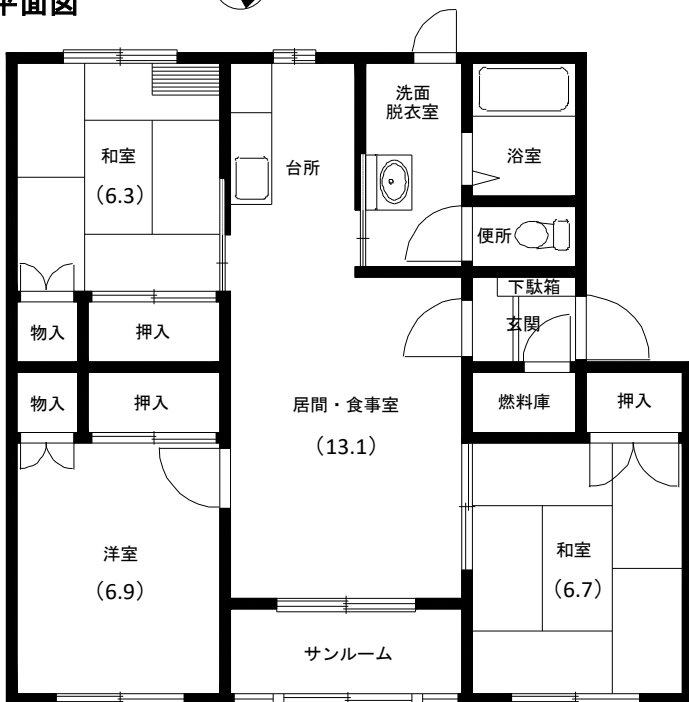 平面図
洗面
脱衣室
和室
(6.3)
台所
浴室
便所
下駄箱
玄関
物入
押入
物入
押入
居間・食事室
(13.1)
燃料庫
押入
洋室
(6.9)
和室
(6.7)
サンルーム